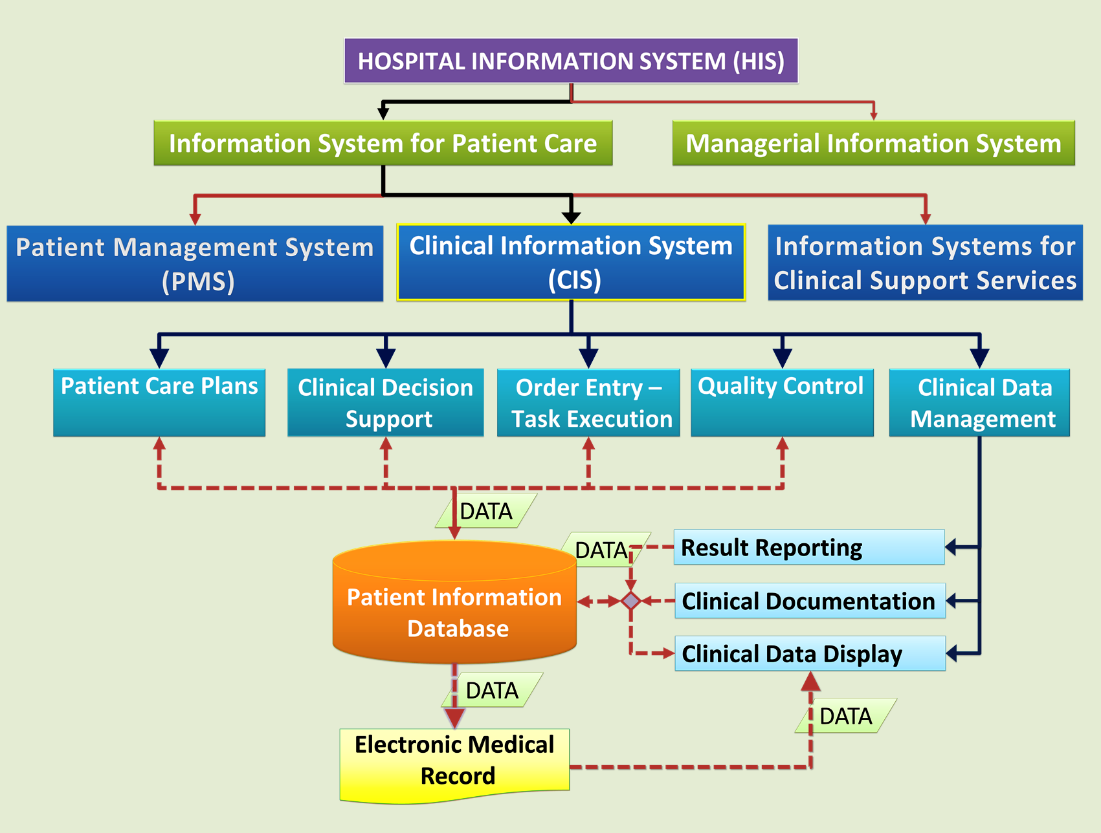 HOSPITAL INFORMATION SYSTEM (HIS)
Information System for Patient Care
Managerial Information System
Patient Management System
(PMS)
Clinical Information System
(CIS)
Information Systems for
Clinical Support Services
Patient Care Plans
Clinical Decision
Support
Order Entry –
Task Execution
Quality Control
Clinical Data
Management
DATA
DATA
Result Reporting
Patient Information
Database
Clinical Documentation
Clinical Data Display
DATA
DATA
Electronic Medical
Record